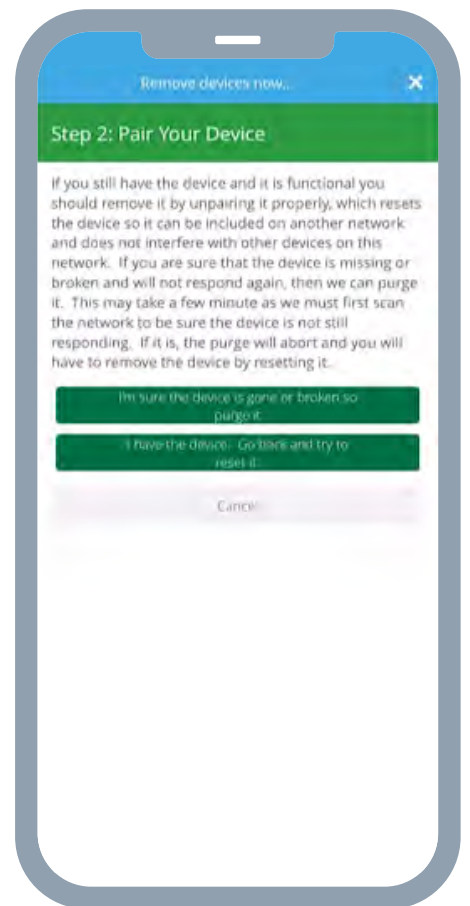 Remove devices now...
Step 2: Pair Your Device
If you still have the device and it is functional you
should remove it by unpairing it properly, which resets
the device so it can be included on another network
and does not interfere with other devices on this
network. If you are sure that the device is missing or
broken and will not respond again, then we can purge
it. This may take a few minute as we must first scan
the network to be sure the device is not still
responding. If it is, the purge will abort and you will
have to remove the device by resetting it.
I'm sure the device is gone or broken so
purge it
I have the device. Go back and try to
reset it
Cancel